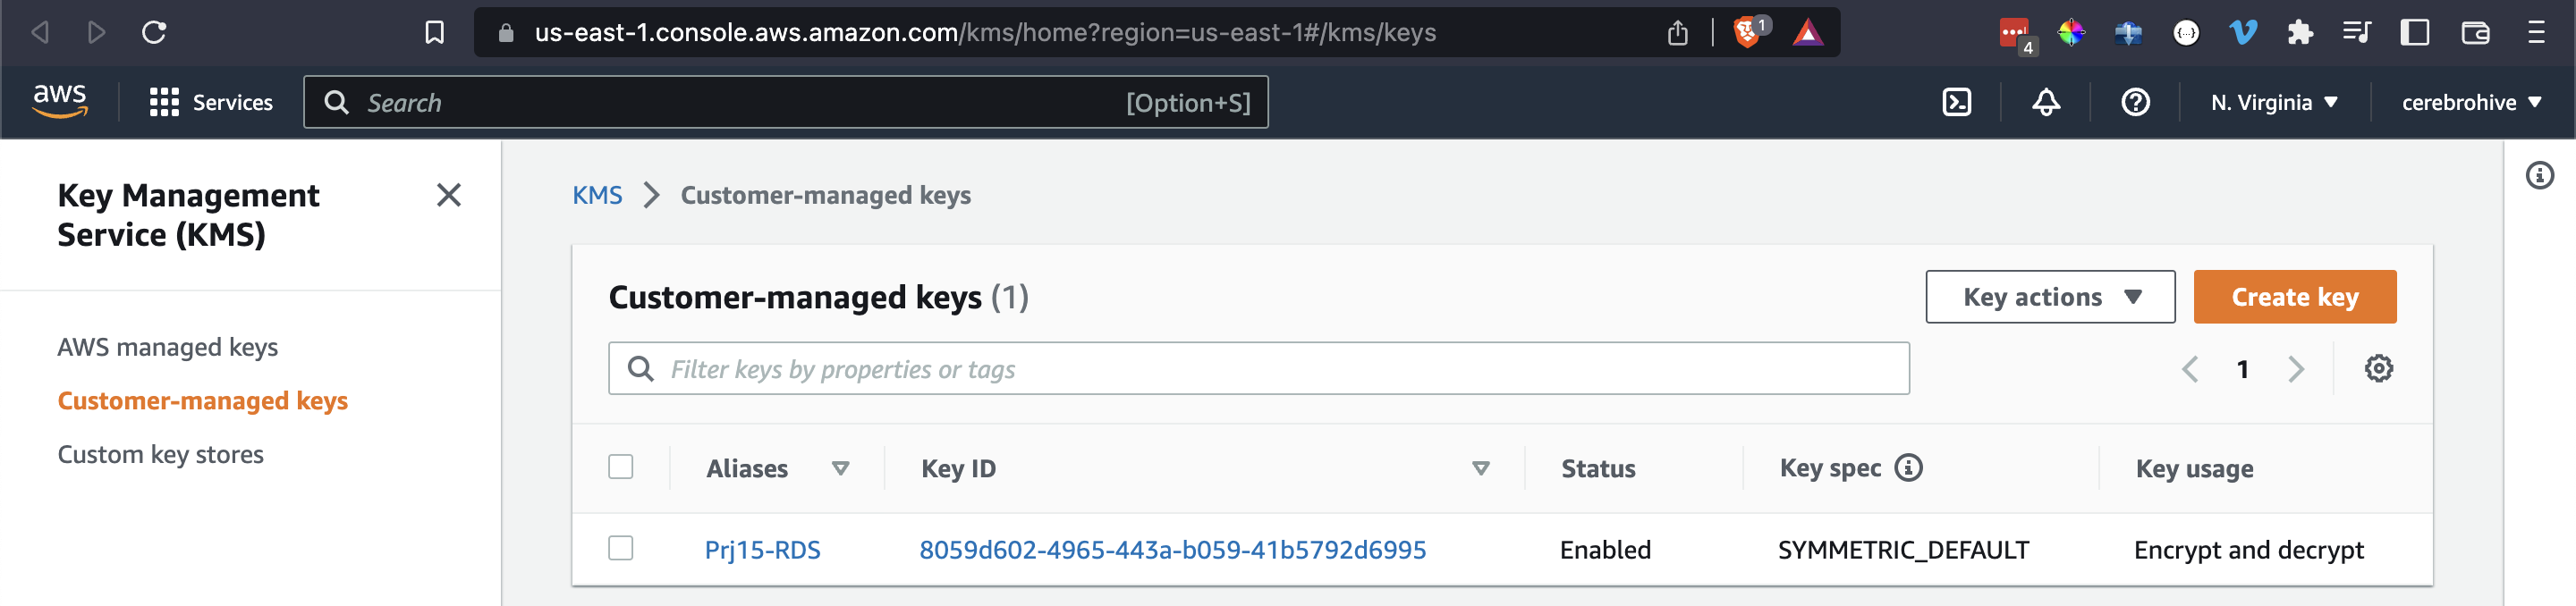 us-east-1.console.aws.amazon.com/kms/home?region=us-east-1#/kms/keys
1
4
aws
Services
Search
[Option+S]
N. Virginia
cerebrohive
Key Management
Service (KMS)
AWS managed keys
Customer-managed keys
Custom key stores
KMS
Customer-managed keys
Customer-managed keys (1)
Key actions
Create key
Filter keys by properties or tags
1
Aliases Key ID Status Key spec Key usage
Prj15-RDS 8059d602-4965-443a-b059-41b5792d6995 Enabled SYMMETRIC_DEFAULT Encrypt and decrypt